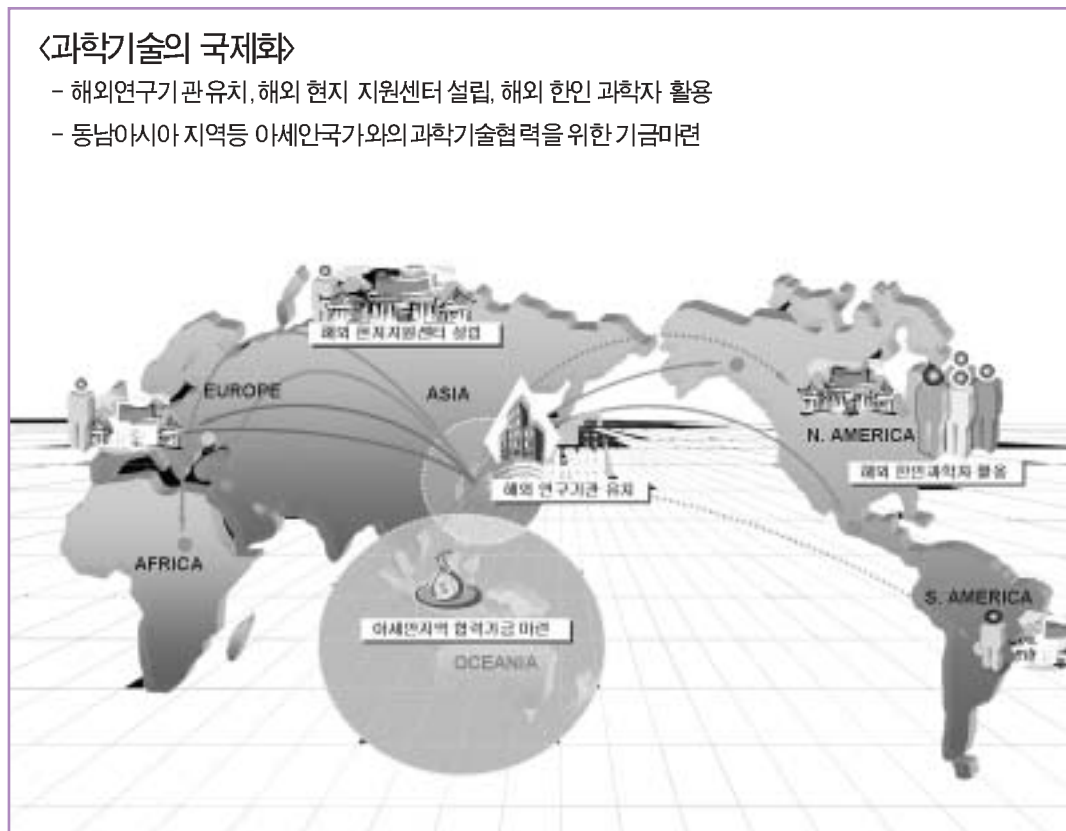 <과학기술의 국제화>
- 해외연구기관유치, 해외 현지 지원센터 설립, 해외 한인 과학자 활용
- 동남아시아 지역등 아세안국가와의과학기술협력을 위한 기금마련
해외 현지지원센터 설립
EUROPE
ASIA
N. AMERICA
해외 한인과학자 활용
해외 연구기관 유치
AFRICA
S. AMERICA
아세안지역 협력기금 마련
OCEANIA